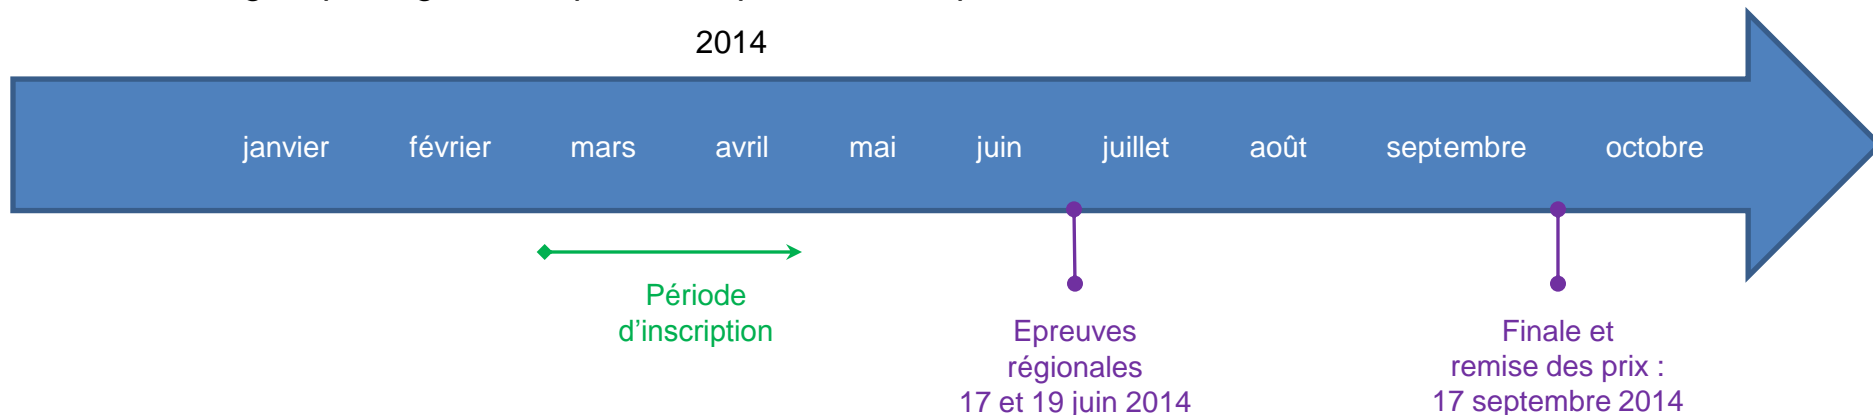 2014
janvier février mars avril mai juin juillet août septembre octobre
Période
d’inscription
Epreuves
régionales
17 et 19 juin 2014
Finale et
remise des prix :
17 septembre 2014